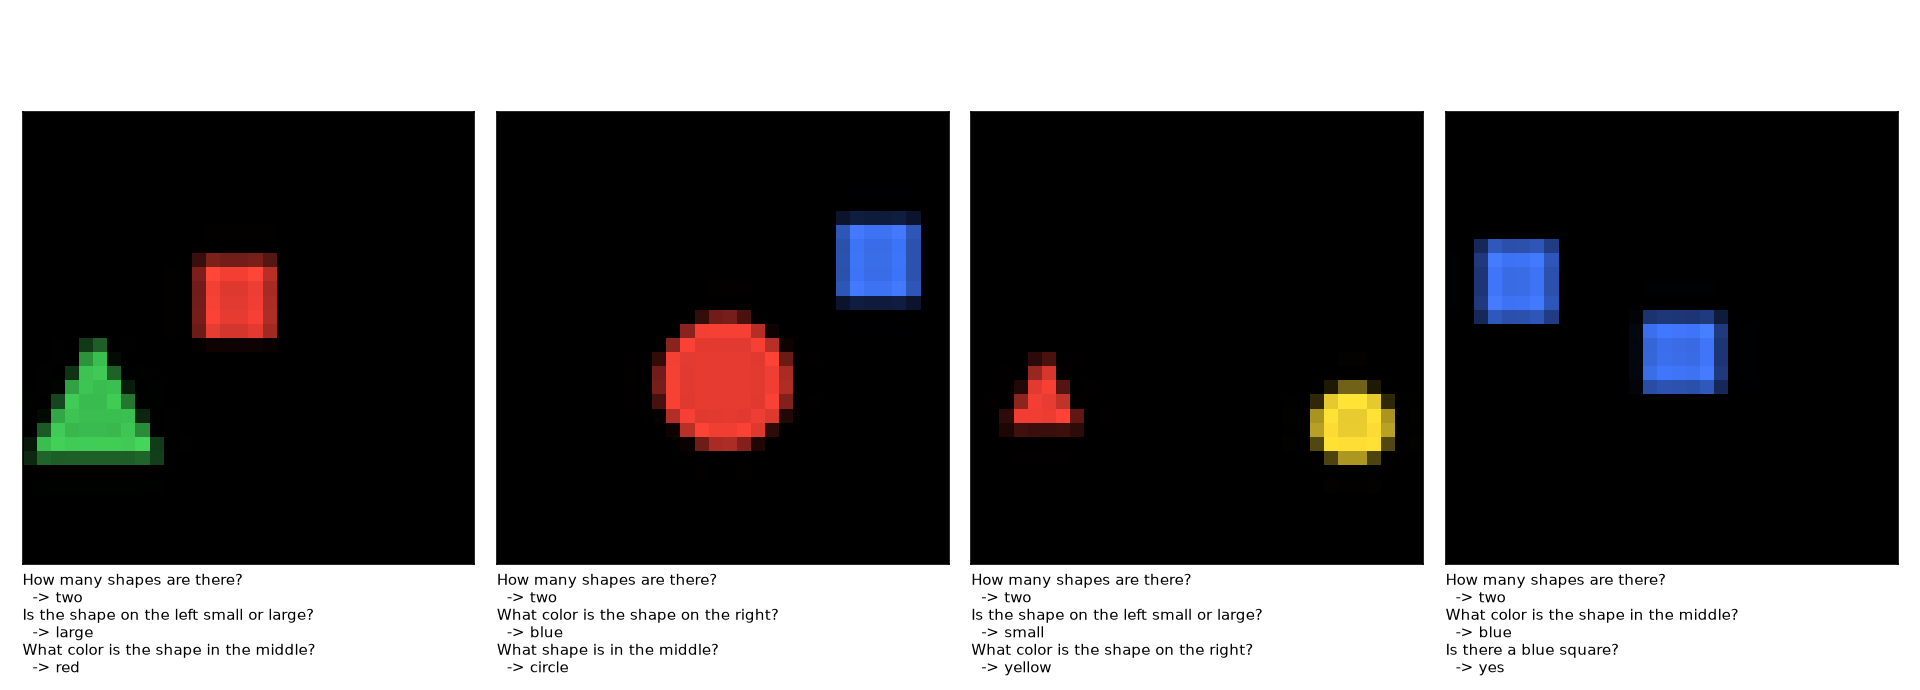 How many shapes are there?
-> two
Is the shape on the left small or large?
-> large
What color is the shape in the middle?
-> red
How many shapes are there?
-> two
What color is the shape on the right?
-> blue
What shape is in the middle?
-> circle
How many shapes are there?
-> two
Is the shape on the left small or large?
-> small
What color is the shape on the right?
-> yellow
How many shapes are there?
-> two
What color is the shape in the middle?
-> blue
Is there a blue square?
-> yes